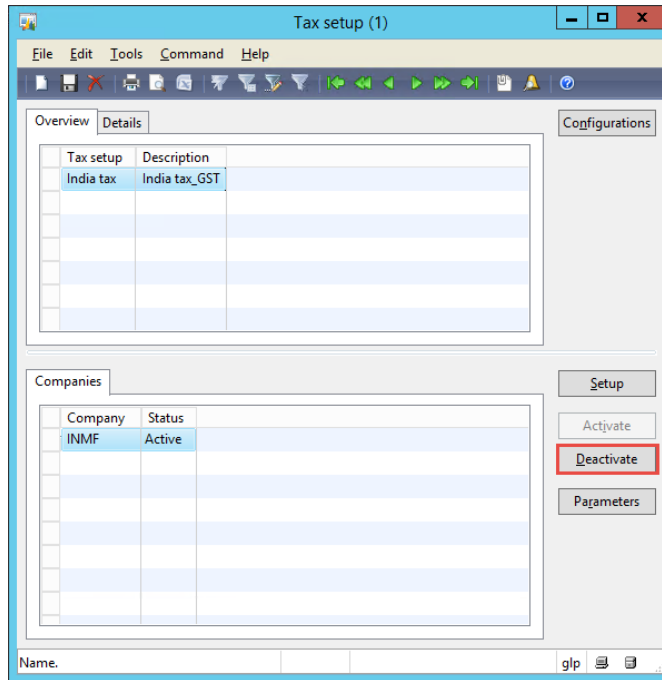 Tax setup (1)
File Edit Tools Command Help
Overview Details
Configurations
Tax setup Description
India tax India tax_GST
Companies
Setup
Company Status
Activate
INMF Active
Deactivate
Parameters
Name.
glp